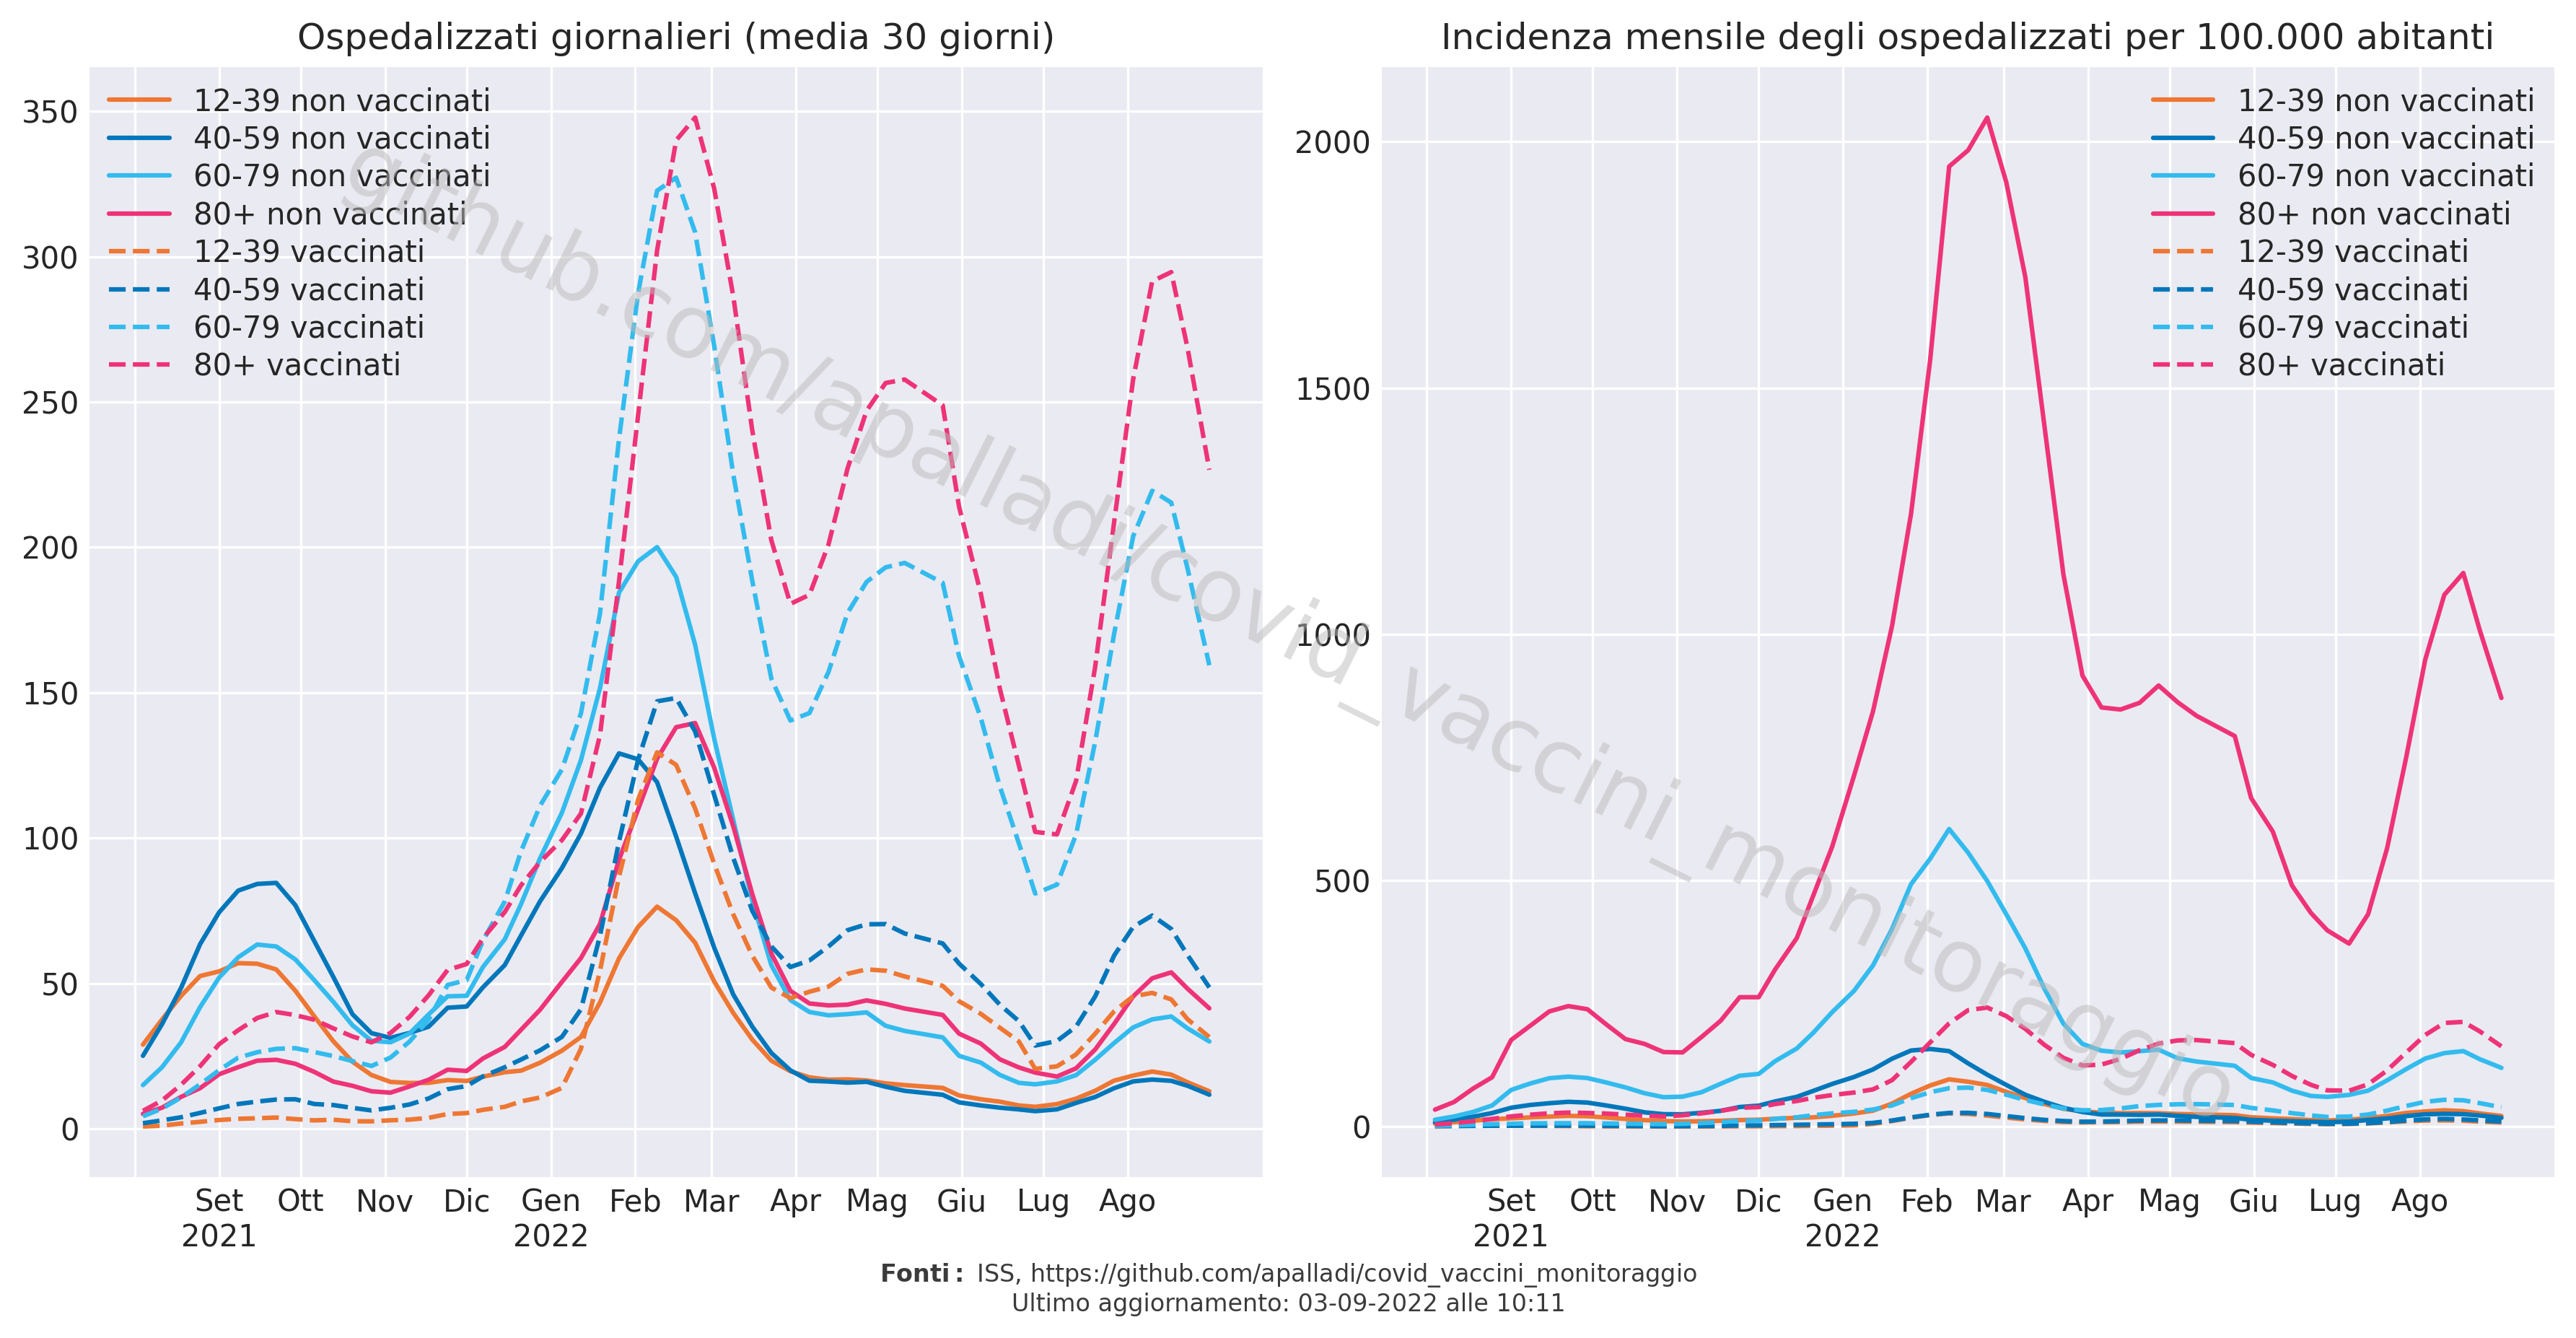 Ospedalizzati giornalieri (media 30 giorni)
350
300
250
200
150
100
50
0
12-39 non vaccinati
40-59 non vaccinati
60-79 non vaccinati
80+ non vaccinati
12-39 vaccinati
40-59 vaccinati
60-79 vaccinati
80+ vaccinati
Set
2021
Ott
Nov
Dic
Gen
2022
Feb
Mar
Apr
Mag
Giu
Lug
Ago
Incidenza mensile degli ospedalizzati per 100.000 abitanti
2000
1500
1000
500
0
12-39 non vaccinati
40-59 non vaccinati
60-79 non vaccinati
80+ non vaccinati
12-39 vaccinati
40-59 vaccinati
60-79 vaccinati
80+ vaccinati
Set
2021
Ott
Nov
Dic
Gen
2022
Feb
Mar
Apr
Mag
Giu
Lug
Ago
github.com/apalladi/covid_vaccini_monitoraggio
Fonti: ISS, https://github.com/apalladi/covid_vaccini_monitoraggio
Ultimo aggiornamento: 03-09-2022 alle 10:11